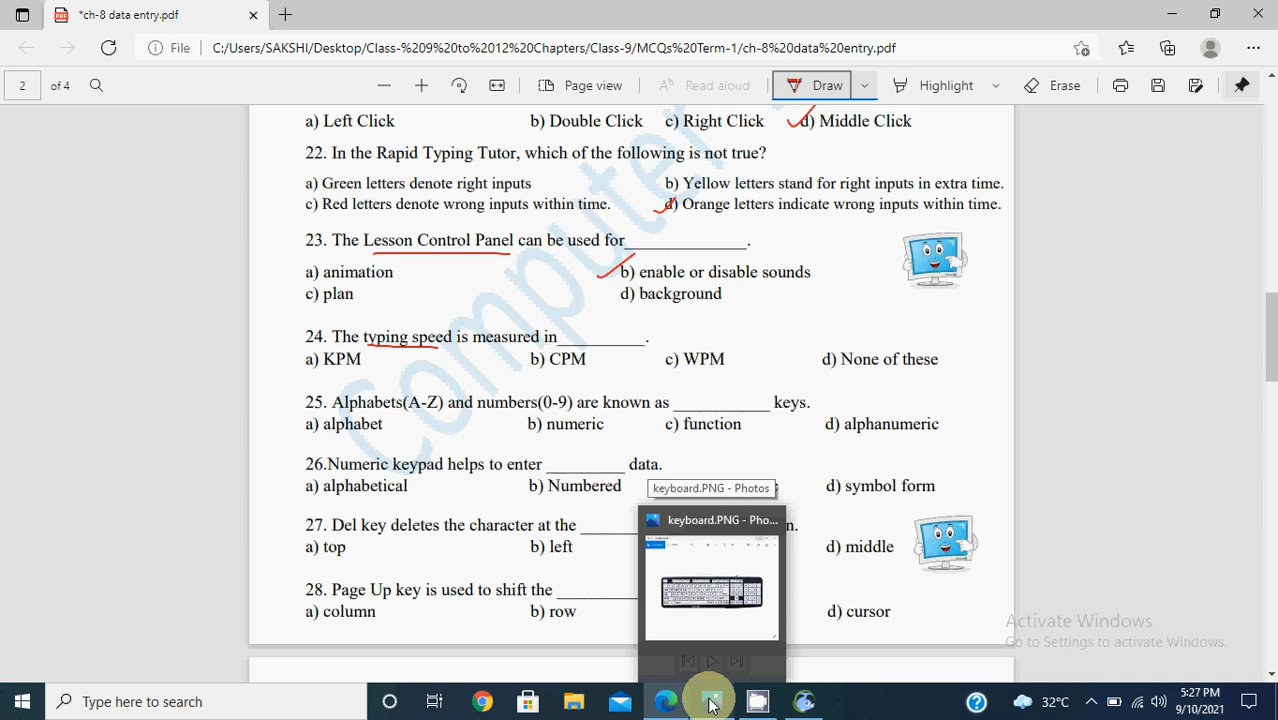 *ch-8 data entry.pdf
File C:/Users/SAKSHI/Desktop/Class-%209%20to%2012%20Chapters/Class-9/MCQs%20Term-1/ch-8%20data%20entry.pdf
2 of 4 Page view Read aloud Draw Highlight Erase
a) Left Click b) Double Click c) Right Click d) Middle Click
22. In the Rapid Typing Tutor, which of the following is not true?
a) Green letters denote right inputs b) Yellow letters stand for right inputs in extra time.
c) Red letters denote wrong inputs within time. d) Orange letters indicate wrong inputs within time.
23. The Lesson Control Panel can be used for______________.
a) animation b) enable or disable sounds
c) plan d) background
24. The typing speed is measured in__________.
a) KPM b) CPM c) WPM d) None of these
25. Alphabets(A-Z) and numbers(0-9) are known as ___________ keys.
a) alphabet b) numeric c) function d) alphanumeric
26.Numeric keypad helps to enter _________ data.
a) alphabetical b) Numbered d) symbol form
keyboard.PNG - Photos
keyboard.PNG - Pho...
27. Del key deletes the character at the ______ n.
a) top b) left d) middle
28. Page Up key is used to shift the _________
a) column b) row d) cursor
Computer
Activate Windows
Go to Settings to activate Windows.
Type here to search
32°C
5:27 PM
9/10/2021